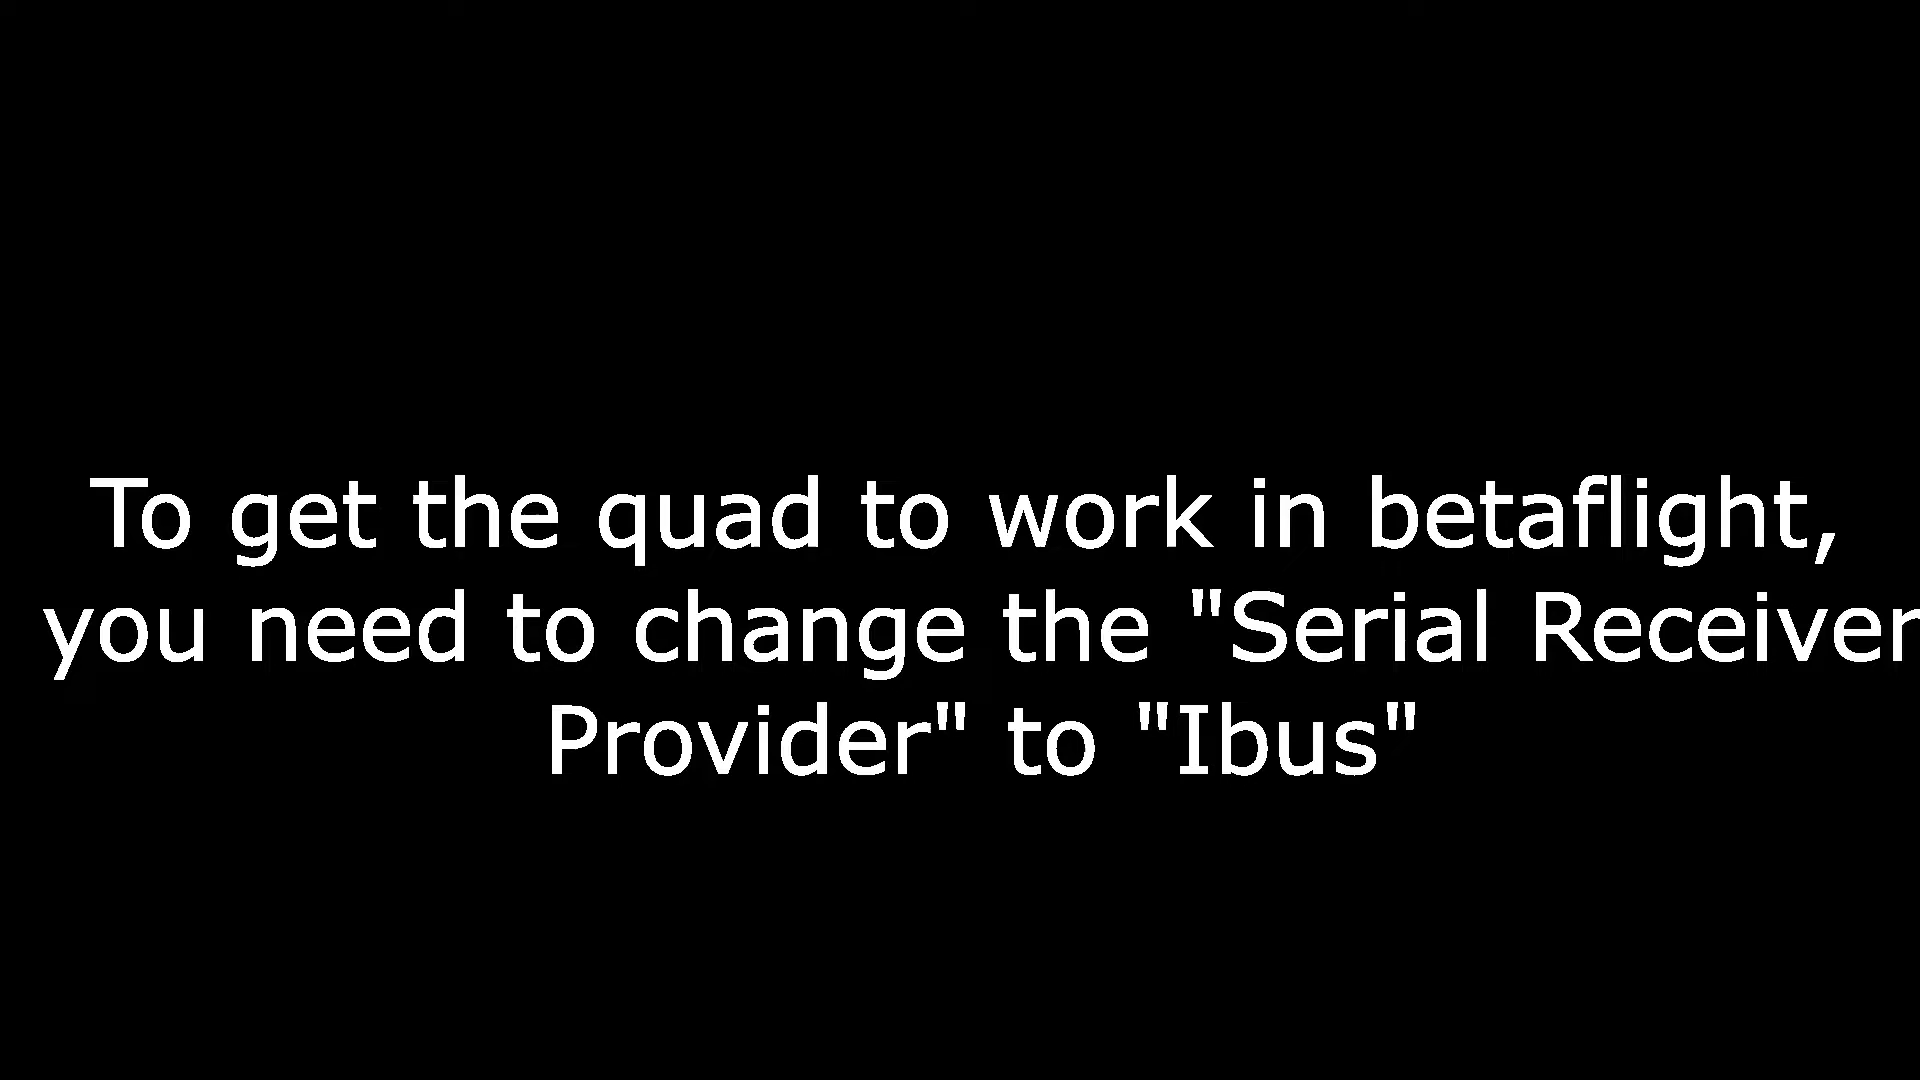 To get the quad to work in betaflight,
you need to change the "Serial Receiver
Provider" to "Ibus"